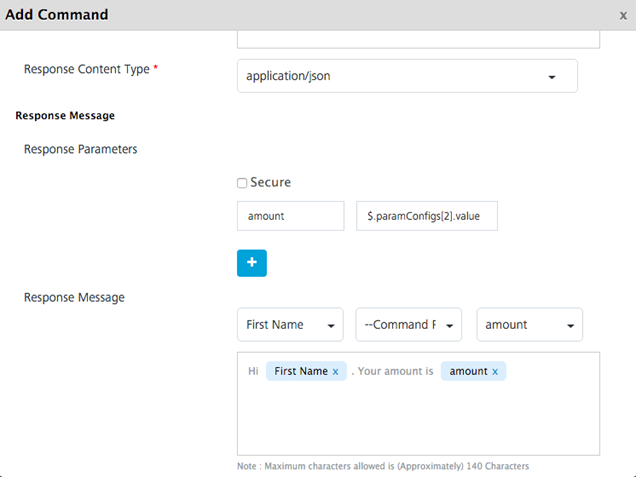 Add Command x
Response Content Type *
application/json
Response Message
Response Parameters
Secure
amount $.paramConfigs[2].value
+
Response Message
First Name --Command F amount
Hi First Name x . Your amount is amount x
Note : Maximum characters allowed is (Approximately) 140 Characters